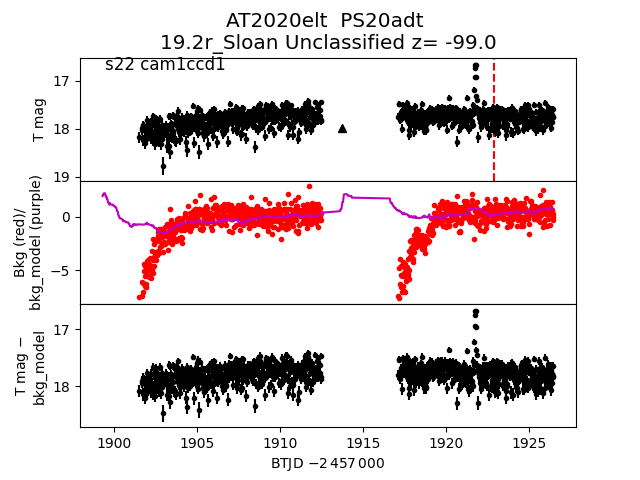 AT2020elt  PS20adt
19.2r_Sloan Unclassified z= -99.0
s22 cam1ccd1
17
18
19
T mag
0
−5
Bkg (red)/
bkg_model (purple)
17
18
T mag −
bkg_model
1900 1905 1910 1915 1920 1925
BTJD −2 457 000